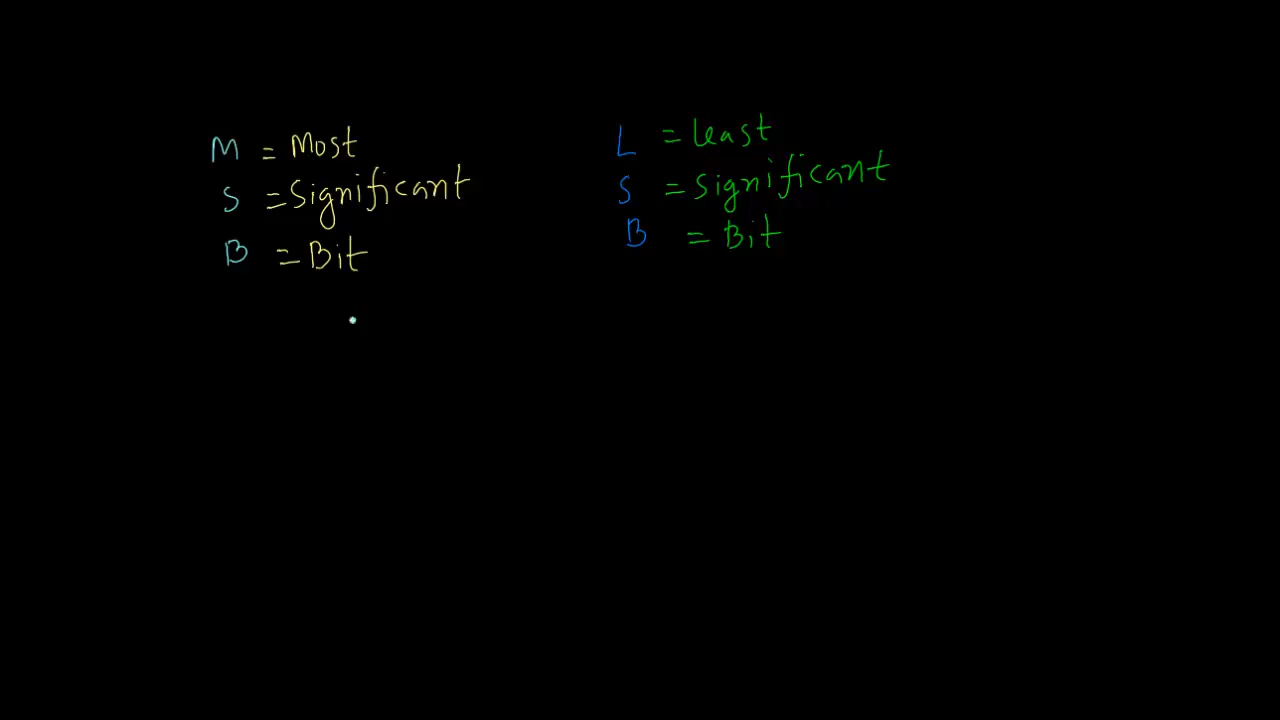 M = Most
S = Significant
B = Bit
L = Least
S = Significant
B = Bit